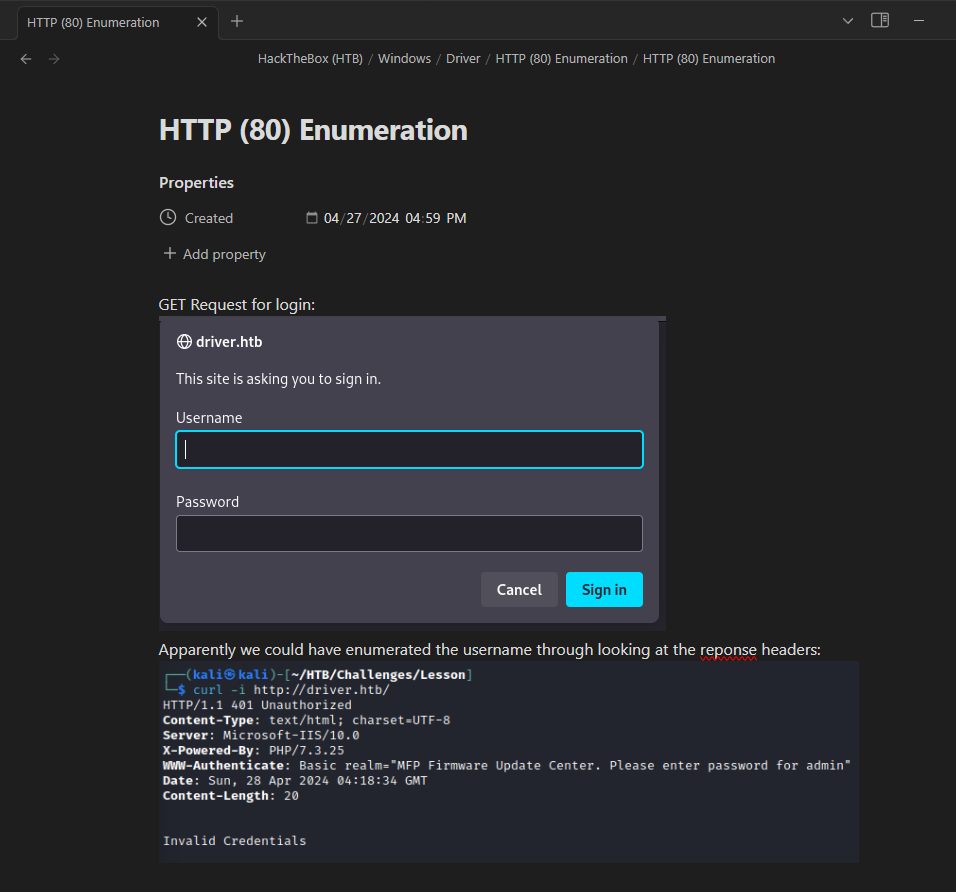 HTTP (80) Enumeration
HackTheBox (HTB) / Windows / Driver / HTTP (80) Enumeration / HTTP (80) Enumeration
HTTP (80) Enumeration
Properties
Created 04/27/2024 04:59 PM
Add property
GET Request for login:
driver.htb
This site is asking you to sign in.
Username
Password
Cancel Sign in
Apparently we could have enumerated the username through looking at the reponse headers:
┌──(kali㉿kali)-[~/HTB/Challenges/Lesson]
└─$ curl -i http://driver.htb/
HTTP/1.1 401 Unauthorized
Content-Type: text/html; charset=UTF-8
Server: Microsoft-IIS/10.0
X-Powered-By: PHP/7.3.25
WWW-Authenticate: Basic realm="MFP Firmware Update Center. Please enter password for admin"
Date: Sun, 28 Apr 2024 04:18:34 GMT
Content-Length: 20
Invalid Credentials